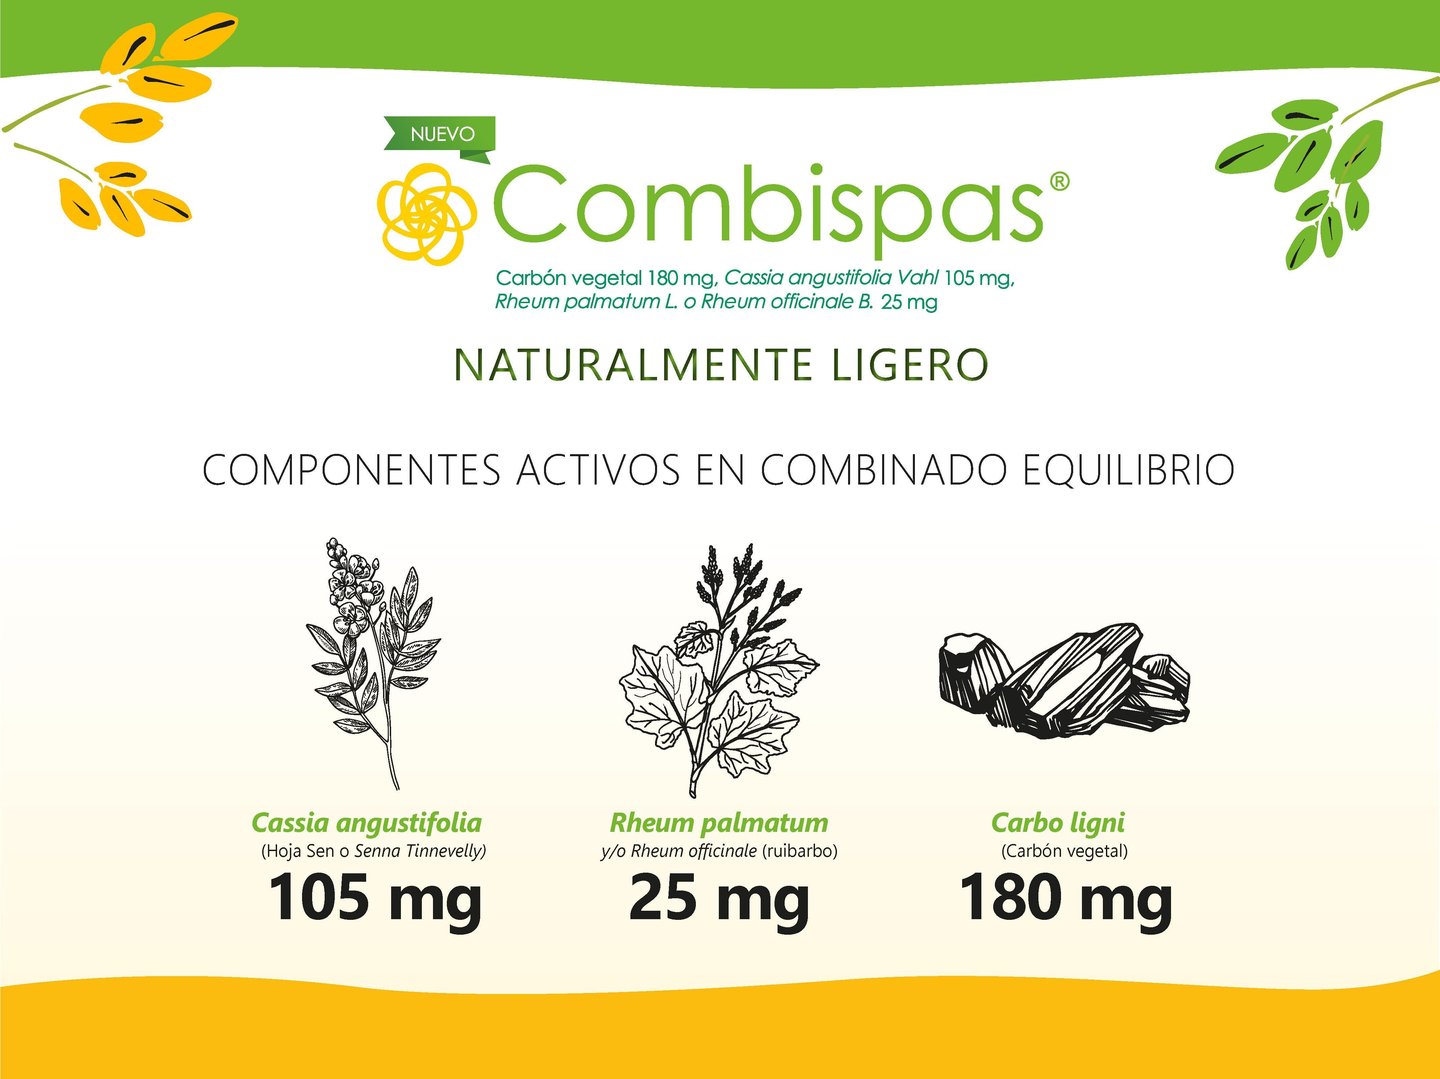 NUEVO
Combispas®
Carbón vegetal 180 mg, Cassia angustifolia Vahl 105 mg,
Rheum palmatum L. o Rheum officinale B. 25 mg
NATURALMENTE LIGERO
COMPONENTES ACTIVOS EN COMBINADO EQUILIBRIO
Cassia angustifolia
(Hoja Sen o Senna Tinnevelly)
105 mg
Rheum palmatum
y/o Rheum officinale (ruibarbo)
25 mg
Carbo ligni
(Carbón vegetal)
180 mg